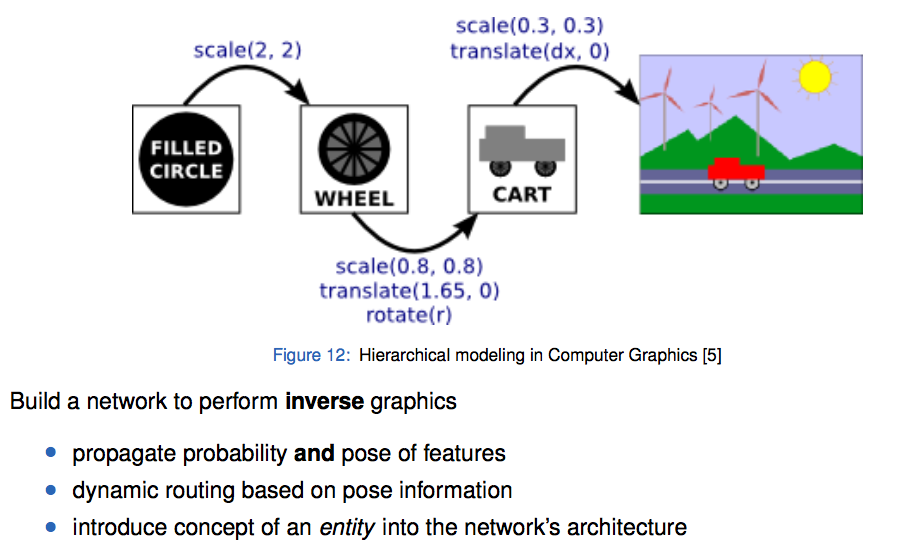 scale(0.3, 0.3)
translate(dx, 0)
scale(2, 2)
FILLED
CIRCLE
WHEEL
CART
scale(0.8, 0.8)
translate(1.65, 0)
rotate(r)
Figure 12: Hierarchical modeling in Computer Graphics [5]
Build a network to perform inverse graphics
• propagate probability and pose of features
• dynamic routing based on pose information
• introduce concept of an entity into the network's architecture